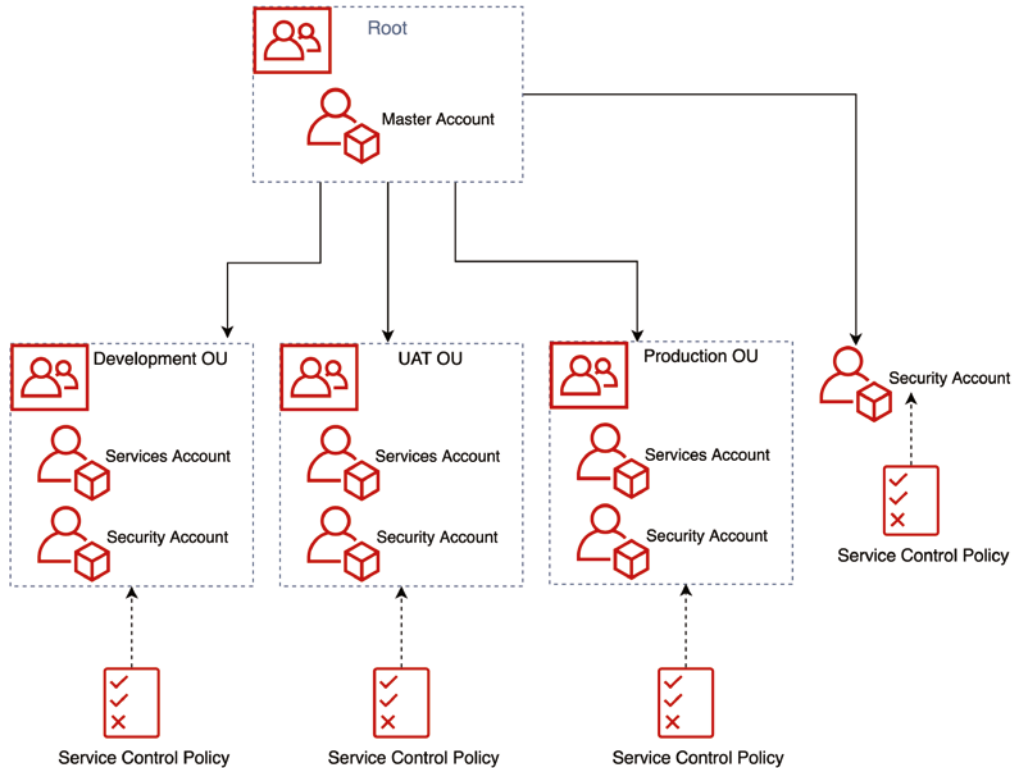 Root
Master Account
Development OU
UAT OU
Production OU
Security Account
Services Account
Services Account
Services Account
Security Account
Security Account
Security Account
Service Control Policy
Service Control Policy
Service Control Policy
Service Control Policy